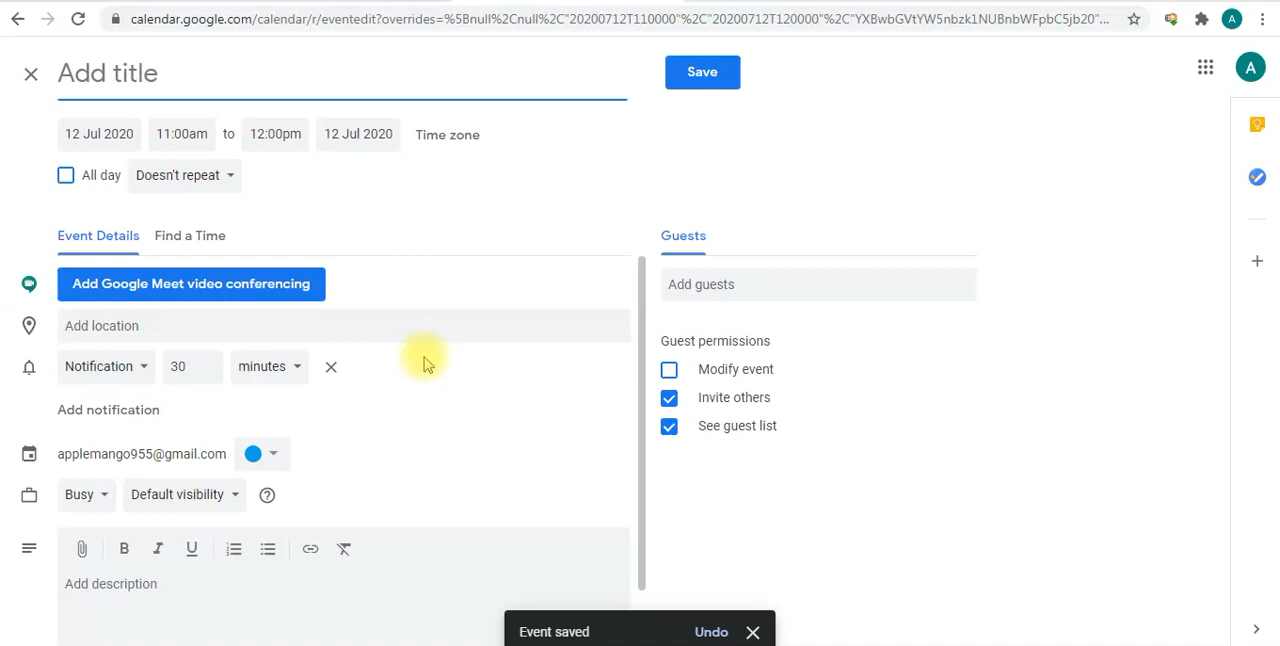 calendar.google.com/calendar/r/eventedit?overrides=%5Bnull%2Cnull%2C"20200712T110000"%2C"20200712T120000"%2C"YXBwbGVtYW5nbzk1NUBnbWFpbC5jb20"...
A
Add title
Save
A
12 Jul 2020 11:00am to 12:00pm 12 Jul 2020 Time zone
All day Doesn't repeat
Event Details Find a Time
Guests
Add Google Meet video conferencing
Add guests
Add location
Guest permissions
Notification 30 minutes
Modify event
Invite others
Add notification
See guest list
applemango955@gmail.com
Busy Default visibility
B I U
Add description
Event saved Undo